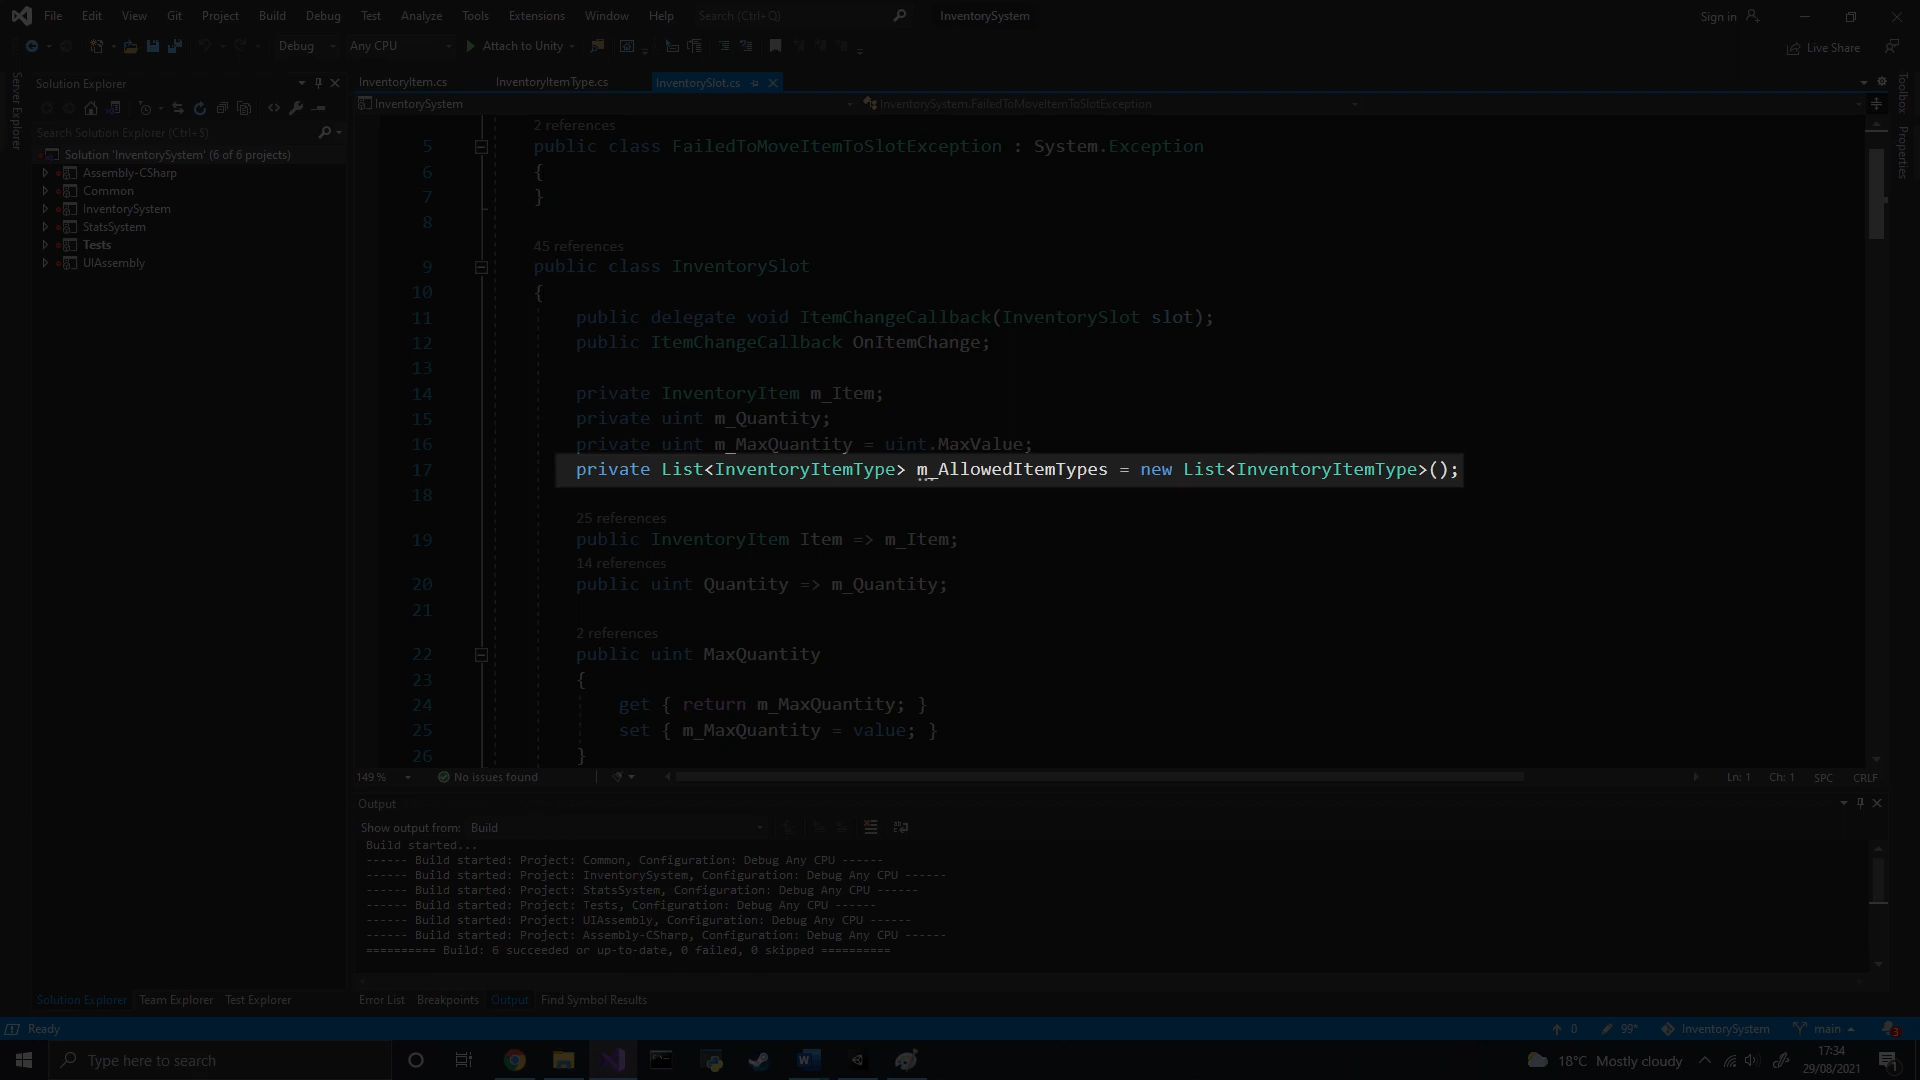 File Edit View Git Project Build Debug Test Analyze Tools Extensions Window Help Search (Ctrl+Q) InventorySystem Sign in
Debug Any CPU Attach to Unity Live Share
Server Explorer
Solution Explorer
Search Solution Explorer (Ctrl+$)
Solution 'InventorySystem' (6 of 6 projects)
Assembly-CSharp
Common
InventorySystem
StatsSystem
Tests
UIAssembly
InventoryItem.cs InventoryItemType.cs InventorySlot.cs
InventorySystem InventorySystem.FailedToMoveItemToSlotException
2 references
5 public class FailedToMoveItemToSlotException : System.Exception
6 {
7 }
8
45 references
9 public class InventorySlot
10 {
11 public delegate void ItemChangeCallback(InventorySlot slot);
12 public ItemChangeCallback OnItemChange;
13
14 private InventoryItem m_Item;
15 private uint m_Quantity;
16 private uint m_MaxQuantity = uint.MaxValue;
17 private List<InventoryItemType> m_AllowedItemTypes = new List<InventoryItemType>();
18
25 references
19 public InventoryItem Item => m_Item;
14 references
20 public uint Quantity => m_Quantity;
21
2 references
22 public uint MaxQuantity
23 {
24 get { return m_MaxQuantity; }
25 set { m_MaxQuantity = value; }
26 }
149 % No issues found Ln: 1 Ch: 1 SPC CRLF
Toolbox
Properties
Output
Show output from: Build
Build started...
------ Build started: Project: Common, Configuration: Debug Any CPU ------
------ Build started: Project: InventorySystem, Configuration: Debug Any CPU ------
------ Build started: Project: StatsSystem, Configuration: Debug Any CPU ------
------ Build started: Project: Tests, Configuration: Debug Any CPU ------
------ Build started: Project: UIAssembly, Configuration: Debug Any CPU ------
------ Build started: Project: Assembly-CSharp, Configuration: Debug Any CPU ------
========== Build: 6 succeeded or up-to-date, 0 failed, 0 skipped ==========
Solution Explorer Team Explorer Test Explorer Error List Breakpoints Output Find Symbol Results
Ready 0 99* InventorySystem main 3
Type here to search 18°C Mostly cloudy 17:34
29/08/2021 1